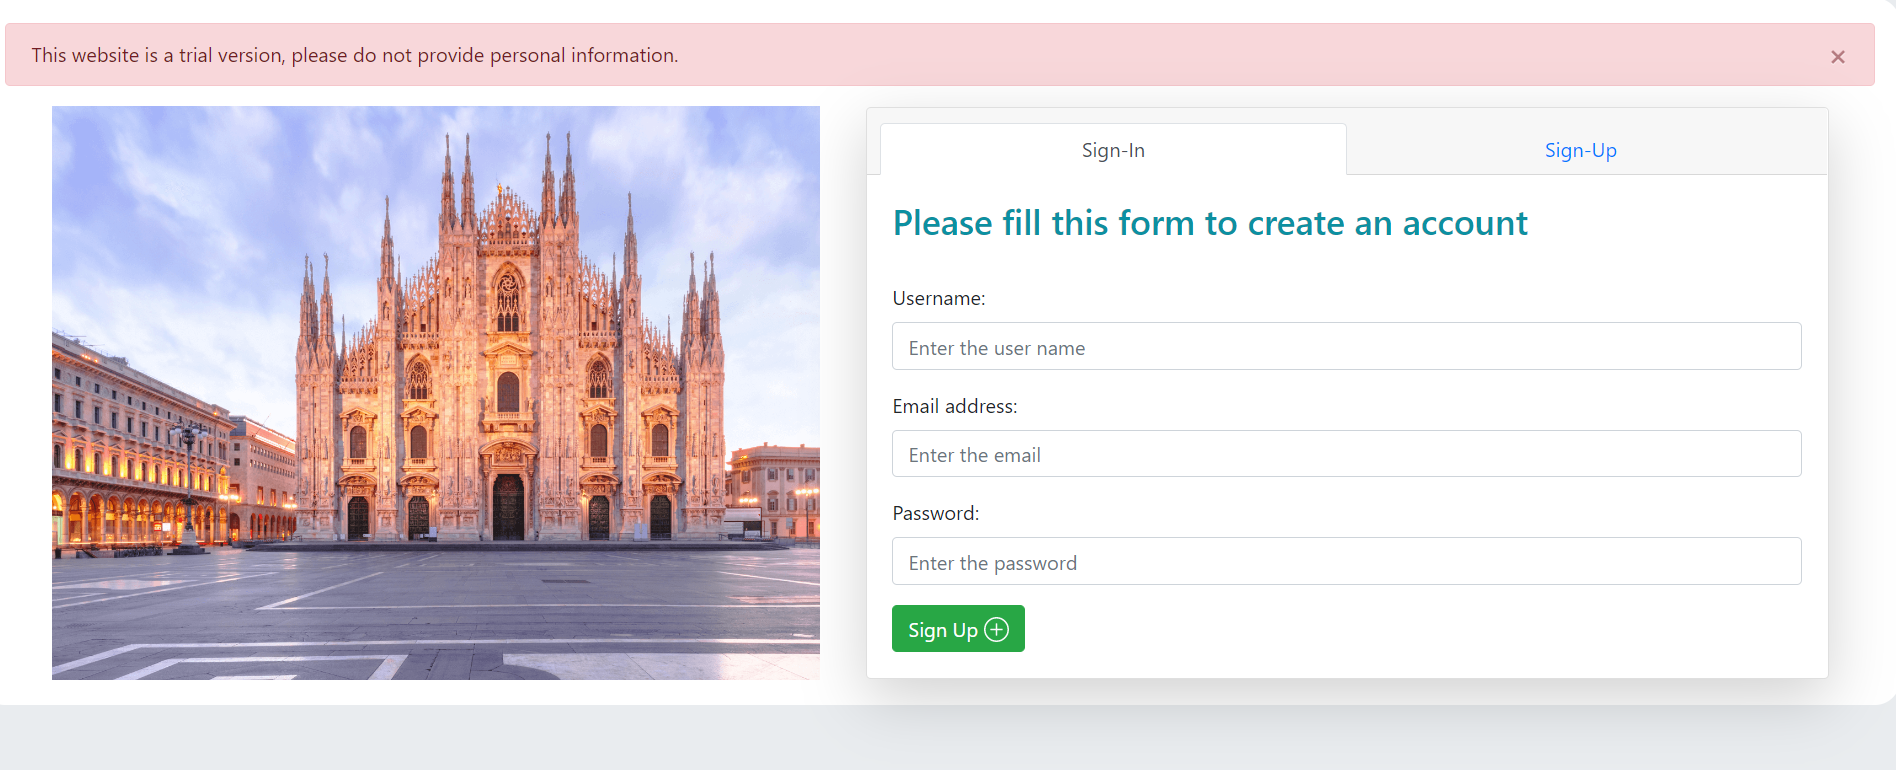 This website is a trial version, please do not provide personal information.
×
Sign-In
Sign-Up
Please fill this form to create an account
Username:
Enter the user name
Email address:
Enter the email
Password:
Enter the password
Sign Up